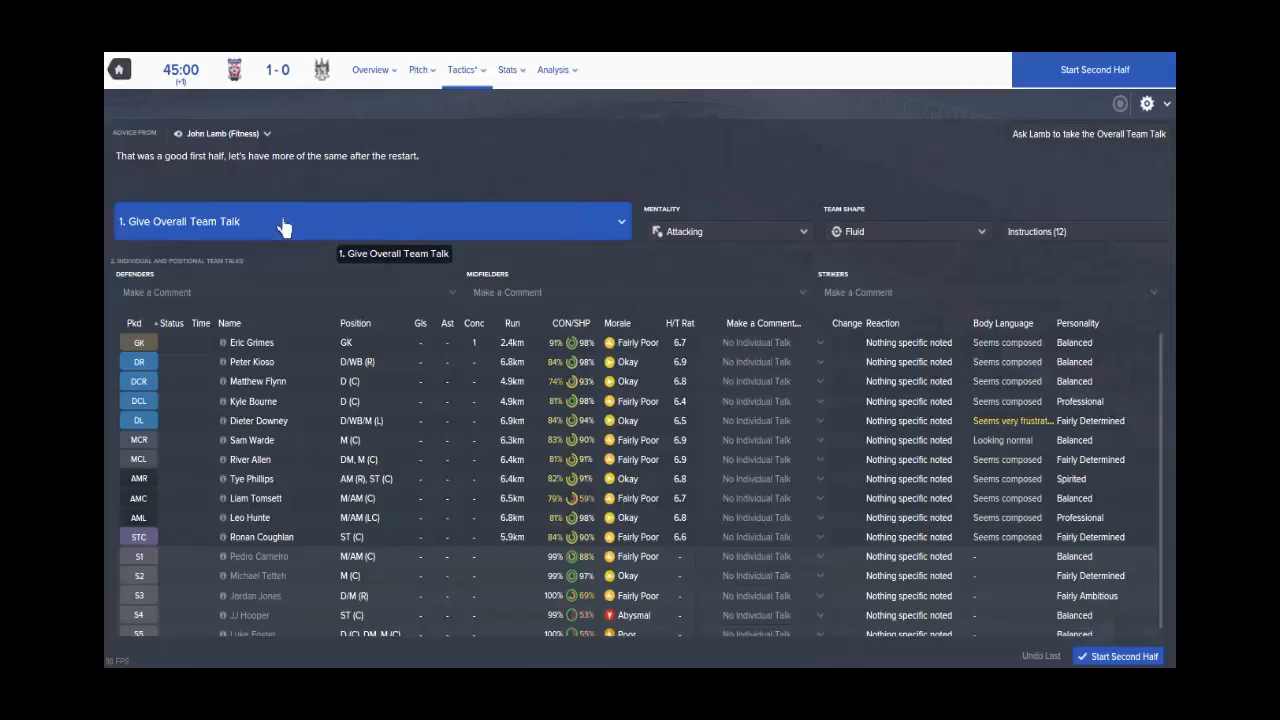 45:00 1 - 0 Overview Pitch Tactics* Stats Analysis Start Second Half
(+1)
ADVICE FROM John Lamb (Fitness) Ask Lamb to take the Overall Team Talk
That was a good first half, let's have more of the same after the restart.
MENTALITY TEAM SHAPE
1. Give Overall Team Talk Attacking Fluid Instructions (12)
1. Give Overall Team Talk
2. INDIVIDUAL AND POSITIONAL TEAM TALKS
DEFENDERS MIDFIELDERS STRIKERS
Make a Comment Make a Comment Make a Comment
Pkd Status Time Name Position Gls Ast Conc Run CON/SHP Morale H/T Rat Make a Comment... Change Reaction Body Language Personality
GK Eric Grimes GK - - 1 2.4km 91% 98% Fairly Poor 6.7 No Individual Talk Nothing specific noted Seems composed Balanced
DR Peter Kioso D/WB (R) - - - 6.8km 84% 98% Okay 6.9 No Individual Talk Nothing specific noted Seems composed Balanced
DCR Matthew Flynn D (C) - - - 4.9km 74% 93% Okay 6.8 No Individual Talk Nothing specific noted Seems composed Balanced
DCL Kyle Bourne D (C) - - - 4.9km 81% 98% Fairly Poor 6.4 No Individual Talk Nothing specific noted Seems composed Professional
DL Dieter Downey D/WB/M (L) - - - 6.9km 84% 94% Okay 6.5 No Individual Talk Nothing specific noted Seems very frustrat... Fairly Determined
MCR Sam Warde M (C) - - - 6.3km 83% 90% Fairly Poor 6.9 No Individual Talk Nothing specific noted Looking normal Balanced
MCL River Allen DM, M (C) - - - 6.4km 81% 91% Fairly Poor 6.9 No Individual Talk Nothing specific noted Seems composed Fairly Determined
AMR Tye Phillips AM (R), ST (C) - - - 6.4km 82% 91% Okay 6.8 No Individual Talk Nothing specific noted Seems composed Spirited
AMC Liam Tomsett M/AM (C) - - - 6.5km 79% 59% Fairly Poor 6.7 No Individual Talk Nothing specific noted Seems composed Balanced
AML Leo Hunte M/AM (LC) - - - 6.8km 81% 98% Okay 6.8 No Individual Talk Nothing specific noted Seems composed Professional
STC Ronan Coughlan ST (C) - - - 5.9km 84% 90% Fairly Poor 6.6 No Individual Talk Nothing specific noted Seems composed Fairly Determined
S1 Pedro Carneiro M/AM (C) - - - 99% 88% Fairly Poor - No Individual Talk Nothing specific noted - Balanced
S2 Michael Tetteh M (C) - - - 99% 97% Okay - No Individual Talk Nothing specific noted - Fairly Determined
S3 Jordan Jones D/M (R) - - - 100% 69% Fairly Poor - No Individual Talk Nothing specific noted - Fairly Ambitious
S4 JJ Hooper ST (C) - - - 99% 53% Abysmal - No Individual Talk Nothing specific noted - Balanced
S5 Luke Foster D (C), DM, M (C) - - - 100% 55% Poor - No Individual Talk Nothing specific noted - Balanced
FPS Undo Last Start Second Half